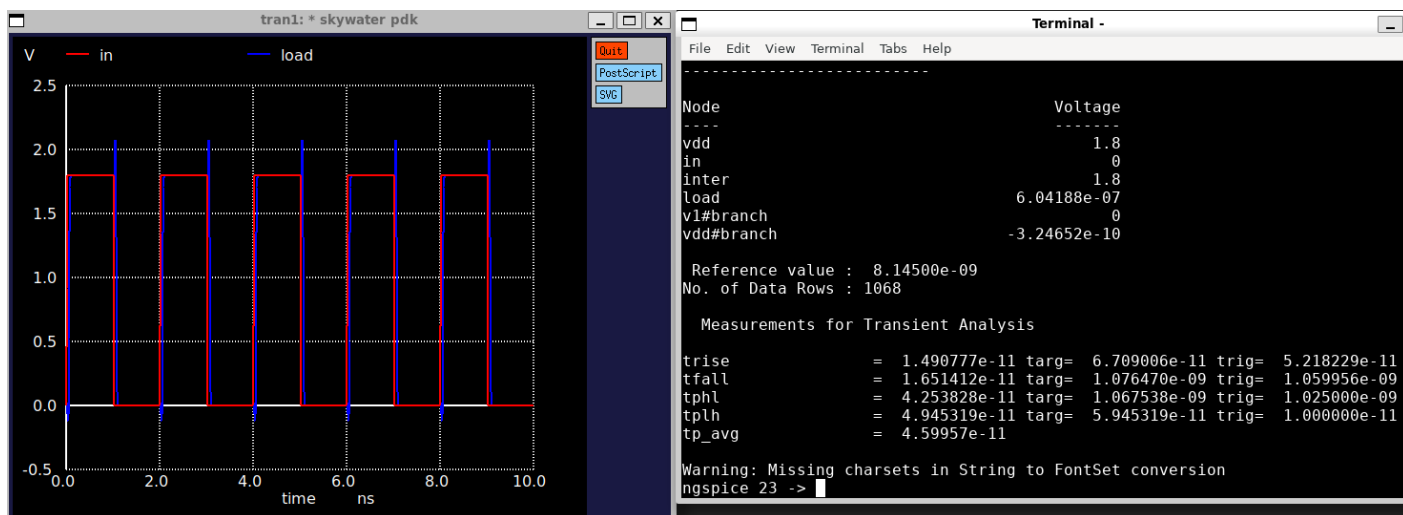 tran1: * skywater pdk
V in load
Quit
PostScript
SVG
2.5
2.0
1.5
1.0
0.5
0.0
-0.5
0.0 2.0 4.0 6.0 8.0 10.0
time ns
Terminal -
File Edit View Terminal Tabs Help
---------------------------
Node Voltage
---- -------
vdd 1.8
in 0
inter 1.8
load 6.04188e-07
v1#branch 0
vdd#branch -3.24652e-10
Reference value : 8.14500e-09
No. of Data Rows : 1068
Measurements for Transient Analysis
trise = 1.490777e-11 targ= 6.709006e-11 trig= 5.218229e-11
tfall = 1.651412e-11 targ= 1.076470e-09 trig= 1.059956e-09
tphl = 4.253828e-11 targ= 1.067538e-09 trig= 1.025000e-09
tplh = 4.945319e-11 targ= 5.945319e-11 trig= 1.000000e-11
tp_avg = 4.59957e-11
Warning: Missing charsets in String to FontSet conversion
ngspice 23 ->